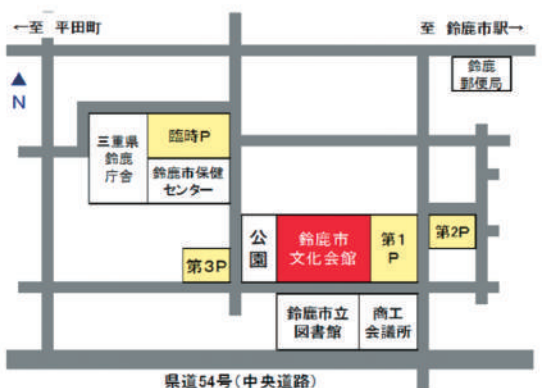 ←至 平田町
至 鈴鹿市駅→
▲
N
鈴鹿
郵便局
三重県
鈴鹿
庁舎
臨時P
鈴鹿市保健
センター
公
園
鈴鹿市
文化会館
第1
P
第2P
第3P
鈴鹿市立
図書館
商工
会議所
県道54号(中央道路)